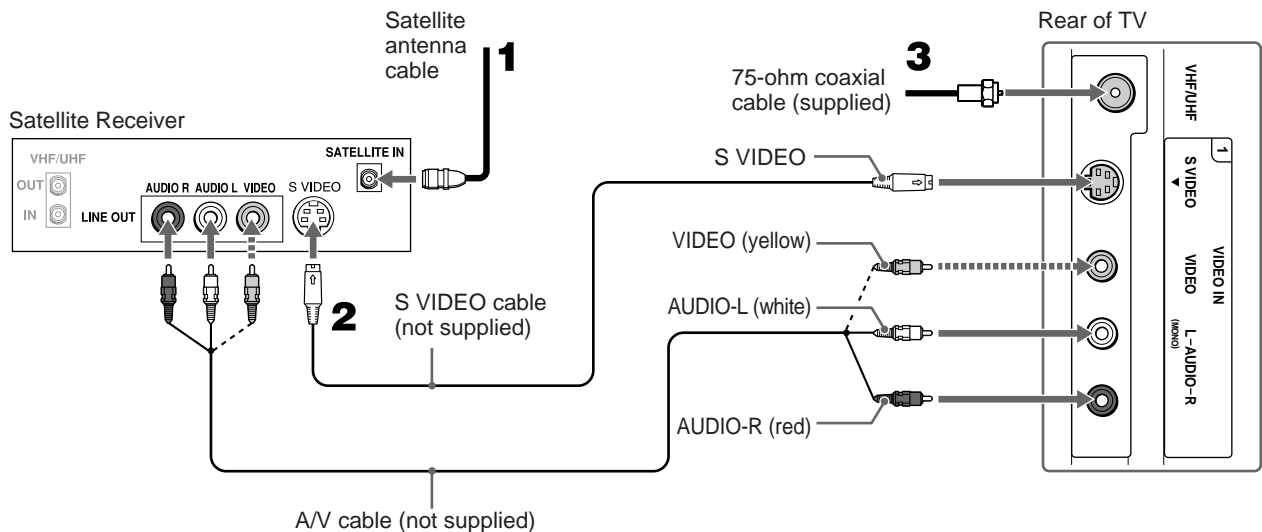 Satellite
antenna
cable
1
Rear of TV
3
75-ohm coaxial
cable (supplied)
VHF/UHF
Satellite Receiver
VHF/UHF
OUT
IN
SATELLITE IN
AUDIO R AUDIO L VIDEO
S VIDEO
LINE OUT
S VIDEO
1
S VIDEO
VIDEO (yellow)
VIDEO IN
VIDEO
AUDIO-L (white)
L-AUDIO-R
(MONO)
AUDIO-R (red)
2
S VIDEO cable
(not supplied)
A/V cable (not supplied)